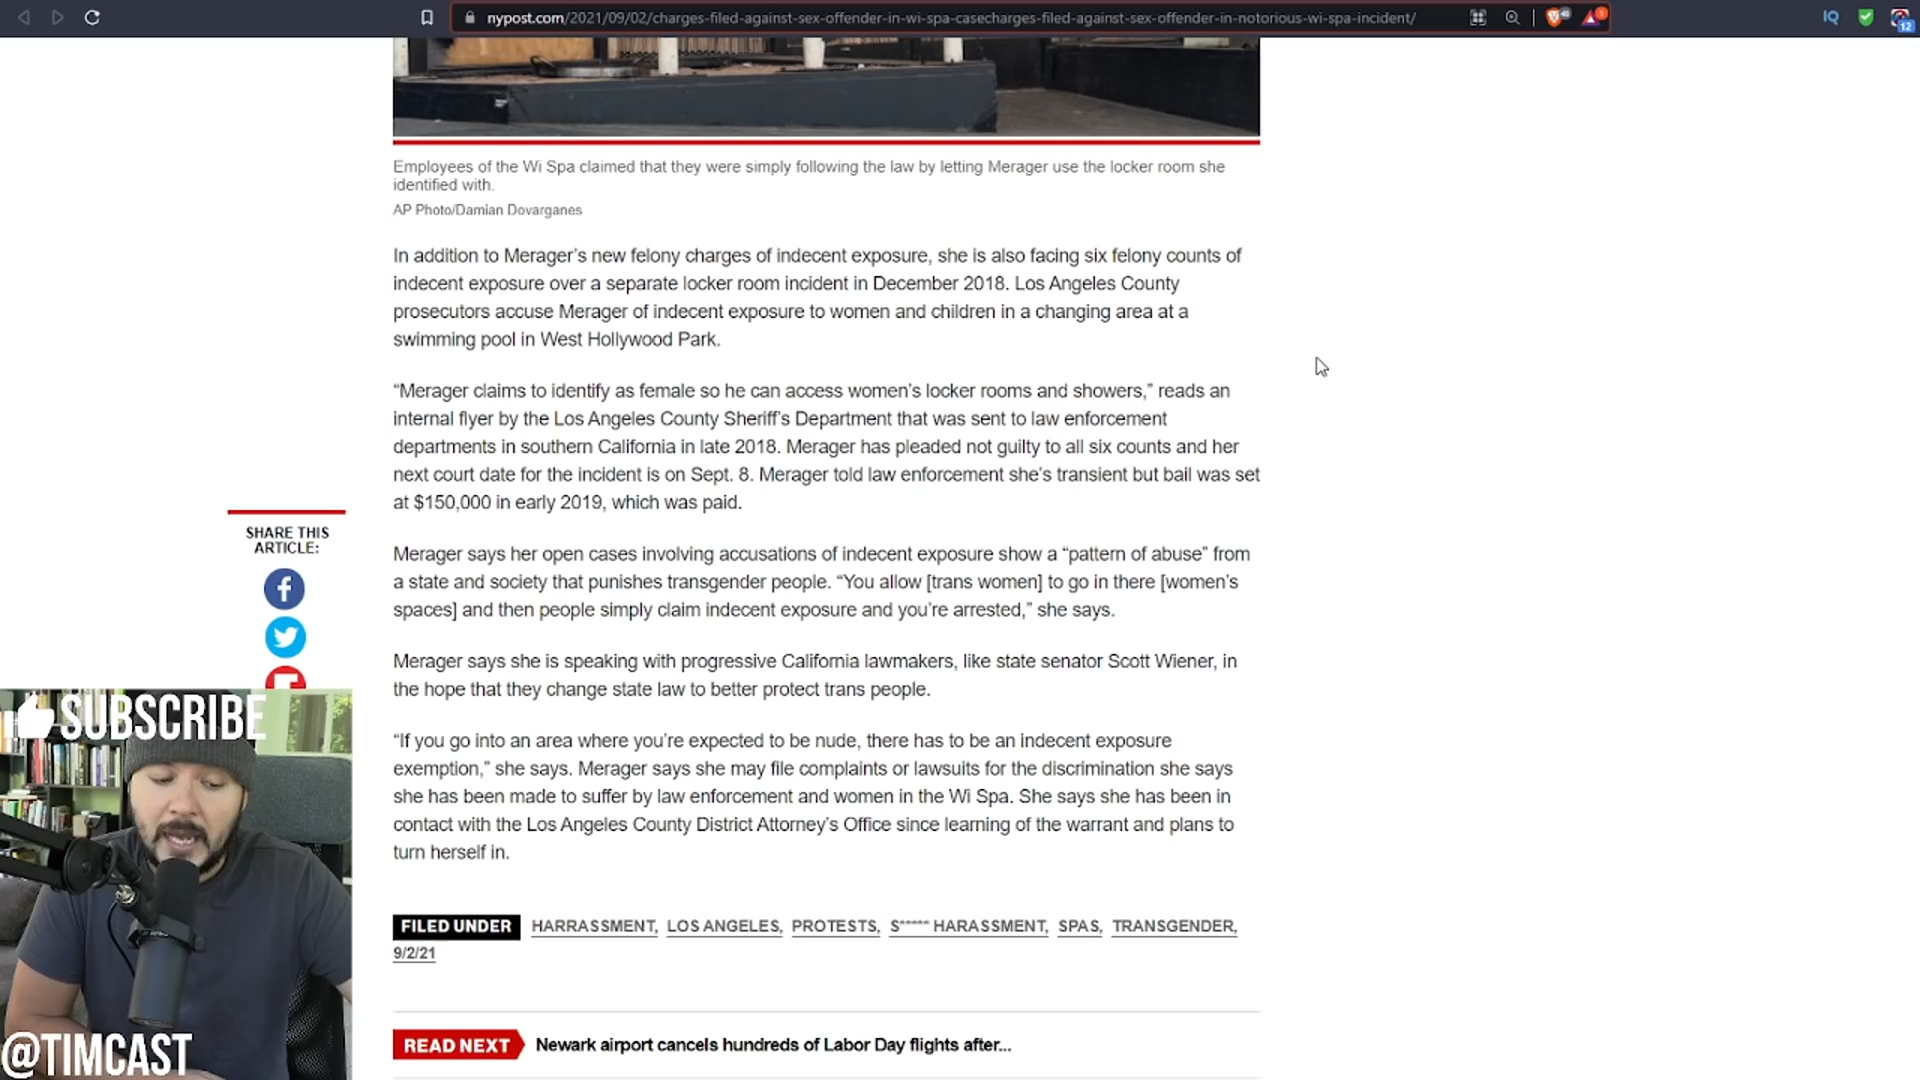 nypost.com/2021/09/02/charges-filed-against-sex-offender-in-wi-spa-casecharges-filed-against-sex-offender-in-notorious-wi-spa-incident/
IQ
12
Employees of the Wi Spa claimed that they were simply following the law by letting Merager use the locker room she
identified with.
AP Photo/Damian Dovarganes
In addition to Merager’s new felony charges of indecent exposure, she is also facing six felony counts of
indecent exposure over a separate locker room incident in December 2018. Los Angeles County
prosecutors accuse Merager of indecent exposure to women and children in a changing area at a
swimming pool in West Hollywood Park.
“Merager claims to identify as female so he can access women’s locker rooms and showers,” reads an
internal flyer by the Los Angeles County Sheriff’s Department that was sent to law enforcement
departments in southern California in late 2018. Merager has pleaded not guilty to all six counts and her
next court date for the incident is on Sept. 8. Merager told law enforcement she’s transient but bail was set
at $150,000 in early 2019, which was paid.
SHARE THIS
ARTICLE:
Merager says her open cases involving accusations of indecent exposure show a “pattern of abuse” from
a state and society that punishes transgender people. “You allow [trans women] to go in there [women’s
spaces] and then people simply claim indecent exposure and you’re arrested,” she says.
Merager says she is speaking with progressive California lawmakers, like state senator Scott Wiener, in
the hope that they change state law to better protect trans people.
“If you go into an area where you’re expected to be nude, there has to be an indecent exposure
exemption,” she says. Merager says she may file complaints or lawsuits for the discrimination she says
she has been made to suffer by law enforcement and women in the Wi Spa. She says she has been in
contact with the Los Angeles County District Attorney’s Office since learning of the warrant and plans to
turn herself in.
SUBSCRIBE
@TIMCAST
FILED UNDER HARRASSMENT, LOS ANGELES, PROTESTS, S***** HARASSMENT, SPAS, TRANSGENDER,
9/2/21
READ NEXT Newark airport cancels hundreds of Labor Day flights after...